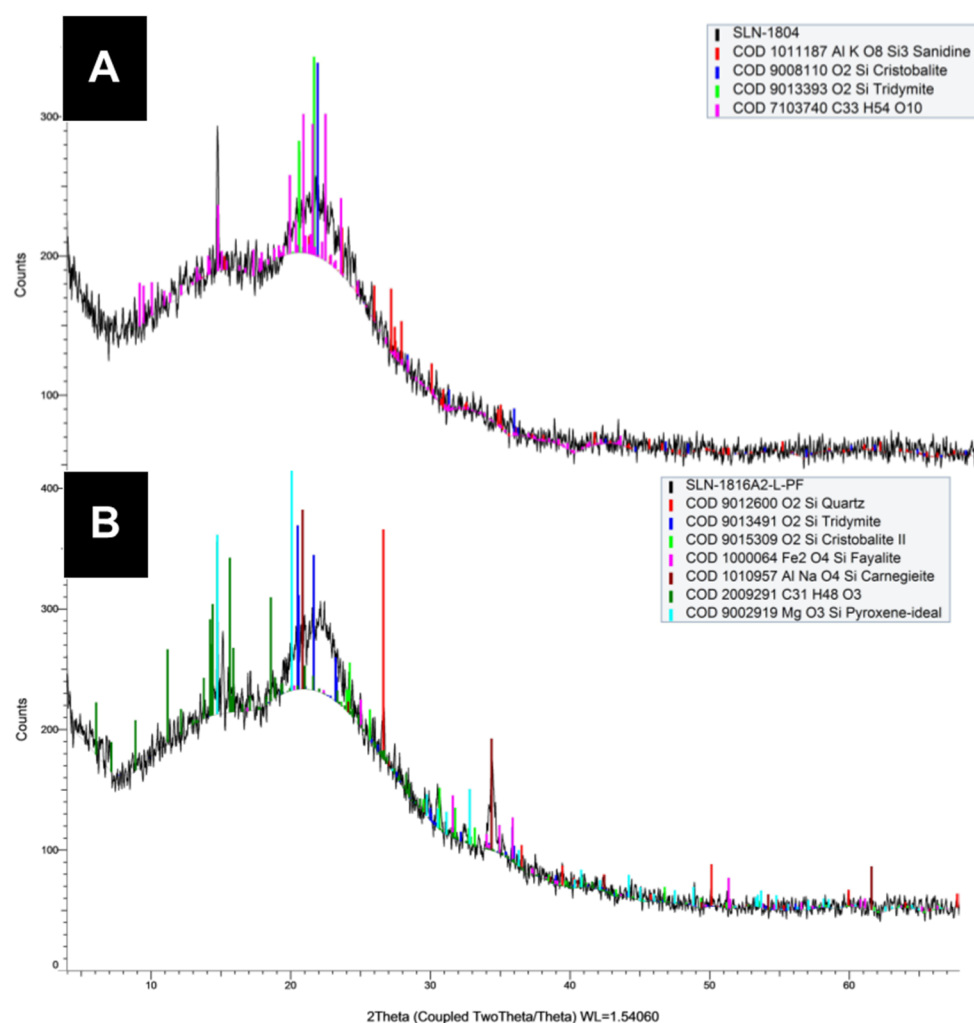 A
SLN-1804
COD 1011187 Al K O8 Si3 Sanidine
COD 9008110 O2 Si Cristobalite
COD 9013393 O2 Si Tridymite
COD 7103740 C33 H54 O10
300
200
100
Counts
B
SLN-1816A2-L-PF
COD 9012600 O2 Si Quartz
COD 9013491 O2 Si Tridymite
COD 9015309 O2 Si Cristobalite II
COD 1000064 Fe2 O4 Si Fayalite
COD 1010957 Al Na O4 Si Carnegieite
COD 2009291 C31 H48 O3
COD 9002919 Mg O3 Si Pyroxene-ideal
400
300
200
100
0
Counts
10 20 30 40 50 60
2Theta (Coupled TwoTheta/Theta) WL=1.54060